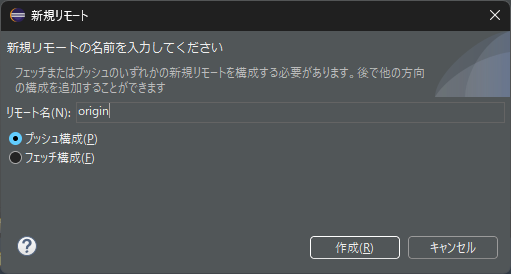 新規リモート
新規リモートの名前を入力してください
フェッチまたはプッシュのいずれかの新規リモートを構成する必要があります。後で他の方向
の構成を追加することができます
リモート名(N): origin
プッシュ構成(P)
フェッチ構成(F)
? 作成(R) キャンセル